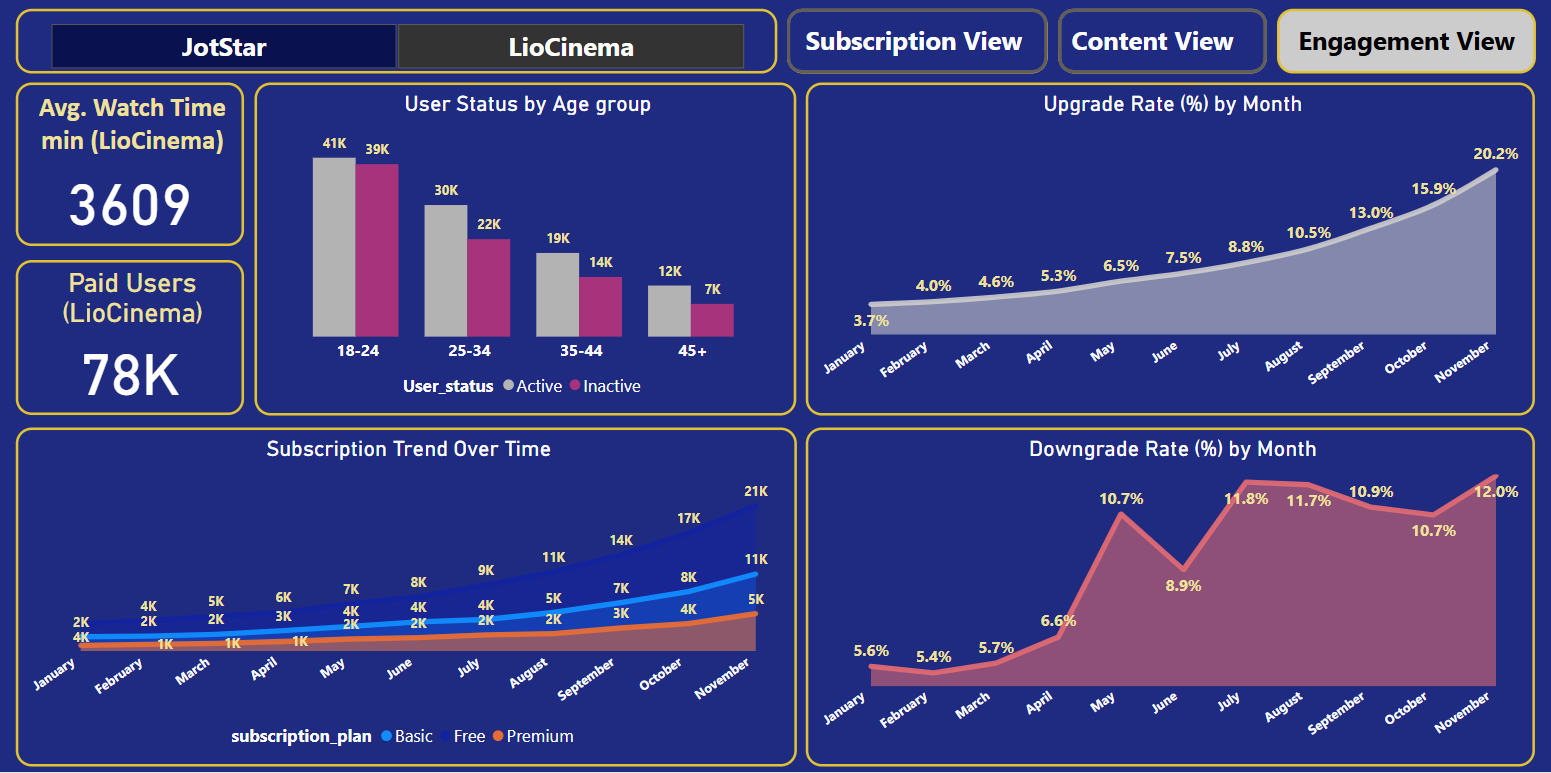 JotStar
LioCinema
Subscription View
Content View
Engagement View
Avg. Watch Time
min (LioCinema)
3609
Paid Users
(LioCinema)
78K
User Status by Age group
41K
39K
30K
22K
19K
14K
12K
7K
18-24
25-34
35-44
45+
User_status
Active
Inactive
Upgrade Rate (%) by Month
3.7%
4.0%
4.6%
5.3%
6.5%
7.5%
8.8%
10.5%
13.0%
15.9%
20.2%
January
February
March
April
May
June
July
August
September
October
November
Subscription Trend Over Time
2K
4K
5K
6K
7K
8K
9K
11K
14K
17K
21K
2K
2K
3K
4K
4K
4K
5K
7K
8K
11K
4K
1K
1K
1K
2K
2K
2K
2K
3K
4K
5K
January
February
March
April
May
June
July
August
September
October
November
subscription_plan
Basic
Free
Premium
Downgrade Rate (%) by Month
5.6%
5.4%
5.7%
6.6%
10.7%
8.9%
11.8%
11.7%
10.9%
10.7%
12.0%
January
February
March
April
May
June
July
August
September
October
November